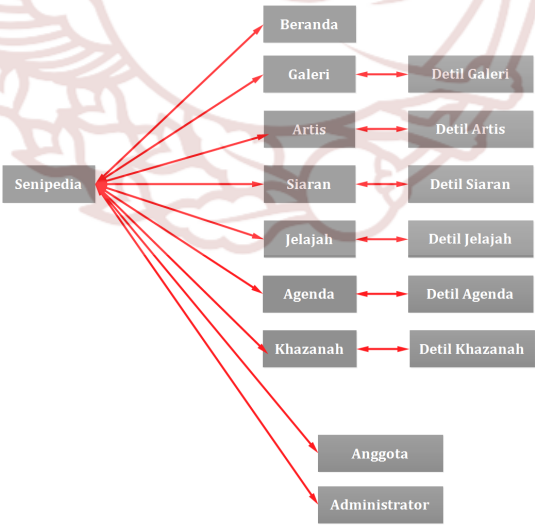 Beranda
Galeri
Detil Galeri
Artis
Detil Artis
Senipedia
Siaran
Detil Siaran
Jelajah
Detil Jelajah
Agenda
Detil Agenda
Khazanah
Detil Khazanah
Anggota
Administrator